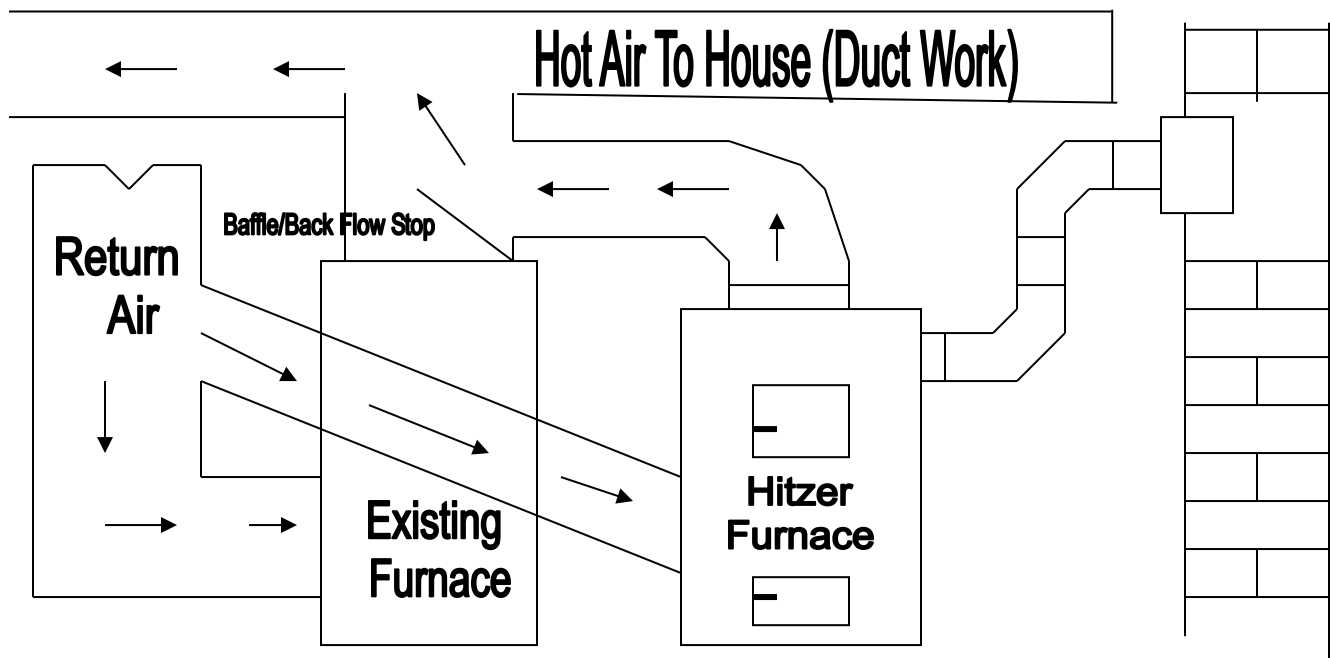 Hot Air To House (Duct Work)
Baffle/Back Flow Stop
Return
Air
Existing
Furnace
Hitzer
Furnace